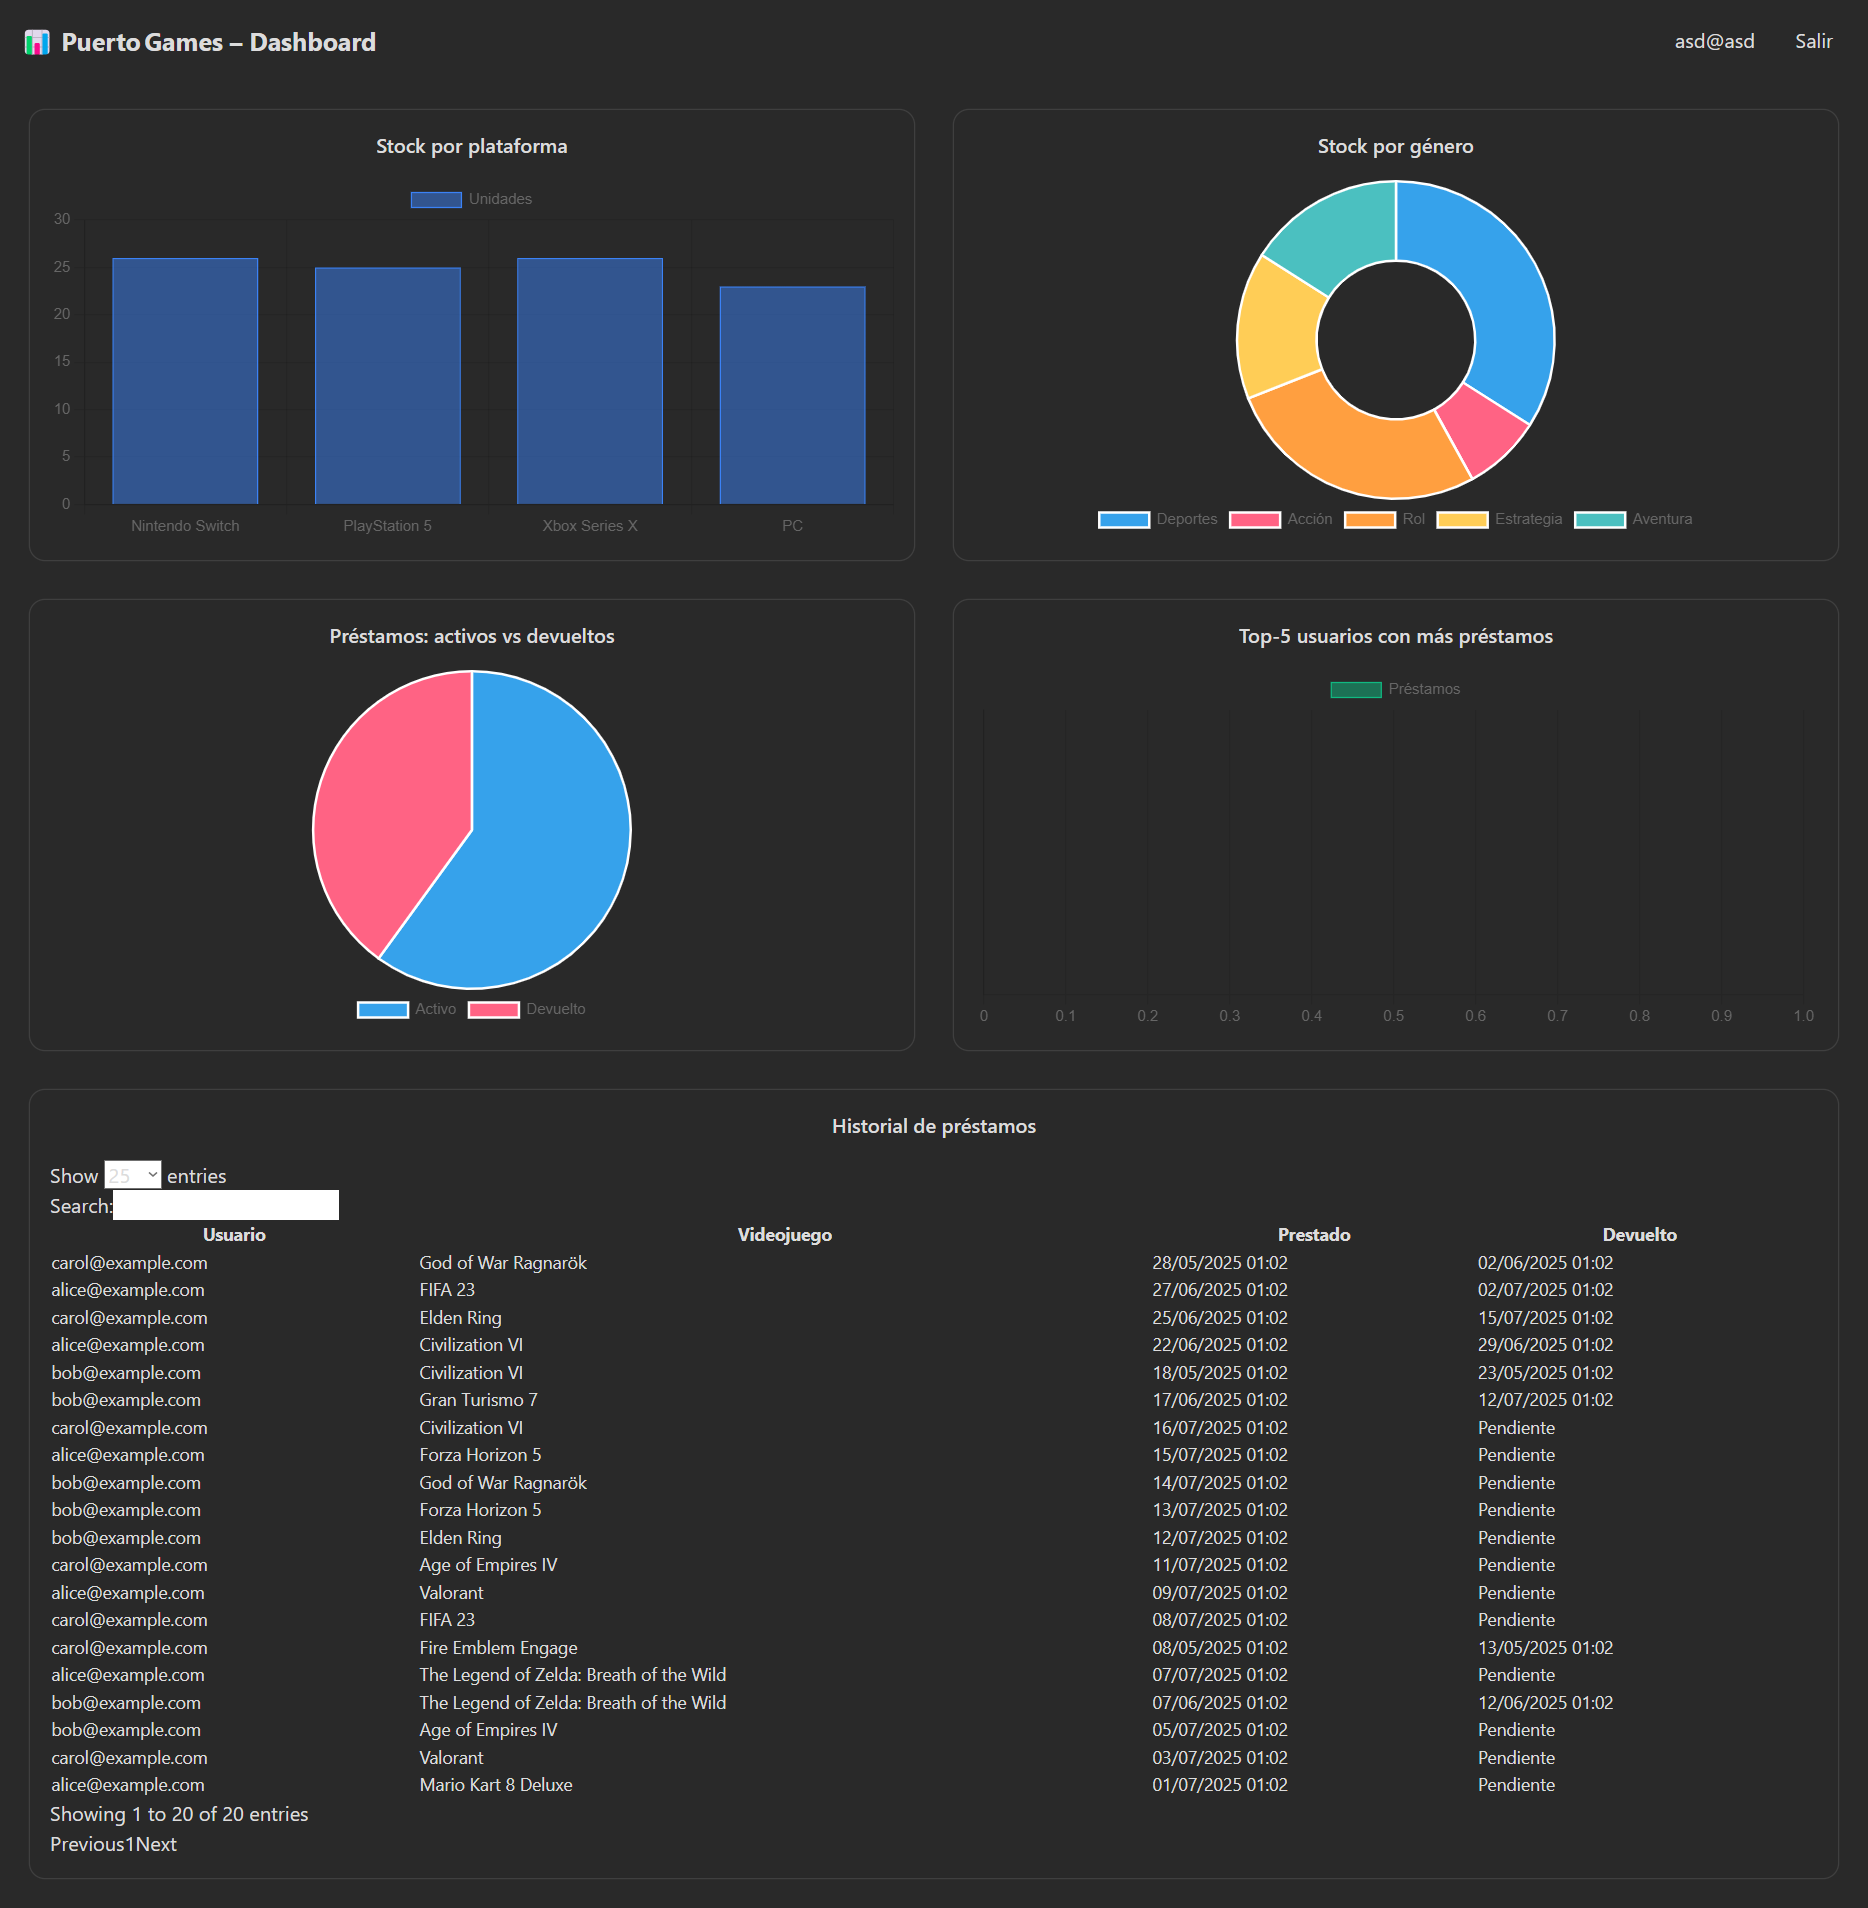 Puerto Games – Dashboard
asd@asd Salir
Stock por plataforma
Unidades
30
25
20
15
10
5
0
Nintendo Switch PlayStation 5 Xbox Series X PC
Stock por género
Deportes Acción Rol Estrategia Aventura
Préstamos: activos vs devueltos
Activo Devuelto
Top-5 usuarios con más préstamos
Préstamos
0 0.1 0.2 0.3 0.4 0.5 0.6 0.7 0.8 0.9 1.0
Historial de préstamos
Show 25 entries
Search:
Usuario Videojuego Prestado Devuelto
carol@example.com God of War Ragnarök 28/05/2025 01:02 02/06/2025 01:02
alice@example.com FIFA 23 27/06/2025 01:02 02/07/2025 01:02
carol@example.com Elden Ring 25/06/2025 01:02 15/07/2025 01:02
alice@example.com Civilization VI 22/06/2025 01:02 29/06/2025 01:02
bob@example.com Civilization VI 18/05/2025 01:02 23/05/2025 01:02
bob@example.com Gran Turismo 7 17/06/2025 01:02 12/07/2025 01:02
carol@example.com Civilization VI 16/07/2025 01:02 Pendiente
alice@example.com Forza Horizon 5 15/07/2025 01:02 Pendiente
bob@example.com God of War Ragnarök 14/07/2025 01:02 Pendiente
bob@example.com Forza Horizon 5 13/07/2025 01:02 Pendiente
bob@example.com Elden Ring 12/07/2025 01:02 Pendiente
carol@example.com Age of Empires IV 11/07/2025 01:02 Pendiente
alice@example.com Valorant 09/07/2025 01:02 Pendiente
carol@example.com FIFA 23 08/07/2025 01:02 Pendiente
carol@example.com Fire Emblem Engage 08/05/2025 01:02 13/05/2025 01:02
alice@example.com The Legend of Zelda: Breath of the Wild 07/07/2025 01:02 Pendiente
bob@example.com The Legend of Zelda: Breath of the Wild 07/06/2025 01:02 12/06/2025 01:02
bob@example.com Age of Empires IV 05/07/2025 01:02 Pendiente
carol@example.com Valorant 03/07/2025 01:02 Pendiente
alice@example.com Mario Kart 8 Deluxe 01/07/2025 01:02 Pendiente
Showing 1 to 20 of 20 entries
Previous1Next